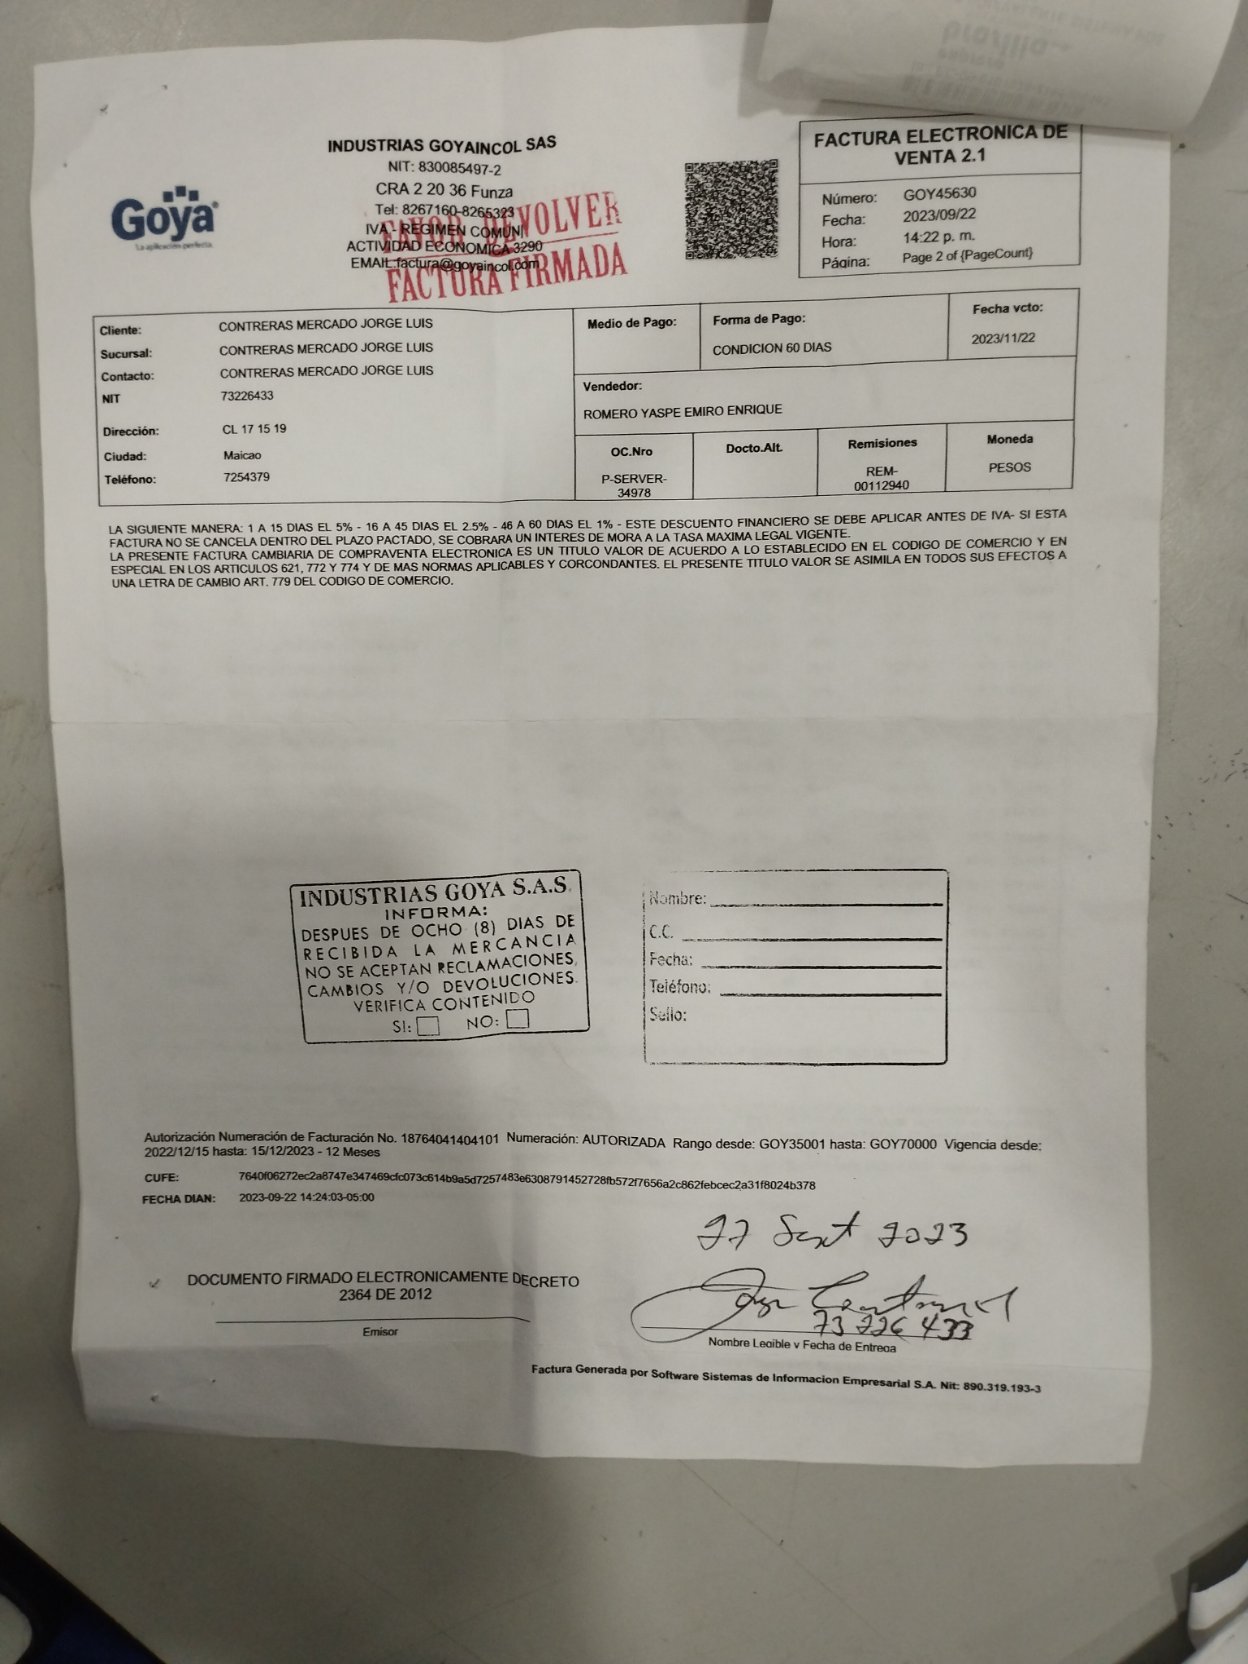 INDUSTRIAS GOYAINCOL SAS
NIT: 830085497-2
CRA 2 20 36 Funza
Tel: 8267160-8265323
IVA - REGIMEN COMUN|
ACTIVIDAD ECONOMICA 3290
EMAIL:factura@goyaincol.com
FAVOR DEVOLVER
FACTURA FIRMADA
Goya
La aplicación perfecta.
FACTURA ELECTRONICA DE
VENTA 2.1
Número: GOY45630
Fecha: 2023/09/22
Hora: 14:22 p. m.
Página: Page 2 of {PageCount}
Cliente: CONTRERAS MERCADO JORGE LUIS
Sucursal: CONTRERAS MERCADO JORGE LUIS
Contacto: CONTRERAS MERCADO JORGE LUIS
NIT 73226433
Dirección: CL 17 15 19
Ciudad: Maicao
Teléfono: 7254379
Medio de Pago:
Forma de Pago:
CONDICION 60 DIAS
Fecha vcto:
2023/11/22
Vendedor:
ROMERO YASPE EMIRO ENRIQUE
OC.Nro
P-SERVER-
34978
Docto.Alt.
Remisiones
REM-
00112940
Moneda
PESOS
LA SIGUIENTE MANERA: 1 A 15 DIAS EL 5% - 16 A 45 DIAS EL 2.5% - 46 A 60 DIAS EL 1% - ESTE DESCUENTO FINANCIERO SE DEBE APLICAR ANTES DE IVA- SI ESTA
FACTURA NO SE CANCELA DENTRO DEL PLAZO PACTADO, SE COBRARA UN INTERES DE MORA A LA TASA MAXIMA LEGAL VIGENTE.
LA PRESENTE FACTURA CAMBIARIA DE COMPRAVENTA ELECTRONICA ES UN TITULO VALOR DE ACUERDO A LO ESTABLECIDO EN EL CODIGO DE COMERCIO Y EN
ESPECIAL EN LOS ARTICULOS 621, 772 Y 774 Y DE MAS NORMAS APLICABLES Y CORCONDANTES. EL PRESENTE TITULO VALOR SE ASIMILA EN TODOS SUS EFECTOS A
UNA LETRA DE CAMBIO ART. 779 DEL CODIGO DE COMERCIO.
INDUSTRIAS GOYA S.A.S.
INFORMA:
DESPUES DE OCHO (8) DIAS DE
RECIBIDA LA MERCANCIA
NO SE ACEPTAN RECLAMACIONES,
CAMBIOS Y/O DEVOLUCIONES.
VERIFICA CONTENIDO
SI: NO:
Nombre:
C.C.
Fecha:
Teléfono:
Sello:
Autorización Numeración de Facturación No. 18764041404101 Numeración: AUTORIZADA Rango desde: GOY35001 hasta: GOY70000 Vigencia desde:
2022/12/15 hasta: 15/12/2023 - 12 Meses
CUFE: 7640f06272ec2a8747e347469cfc073c614b9a5d7257483e6308791452728fb572f7656a2c862febcec2a31f8024b378
FECHA DIAN: 2023-09-22 14:24:03-05:00
27 Sept 2023
DOCUMENTO FIRMADO ELECTRONICAMENTE DECRETO
2364 DE 2012
Emisor
73 226 433
Nombre Legible y Fecha de Entrega
Factura Generada por Software Sistemas de Informacion Empresarial S.A. Nit: 890.319.193-3